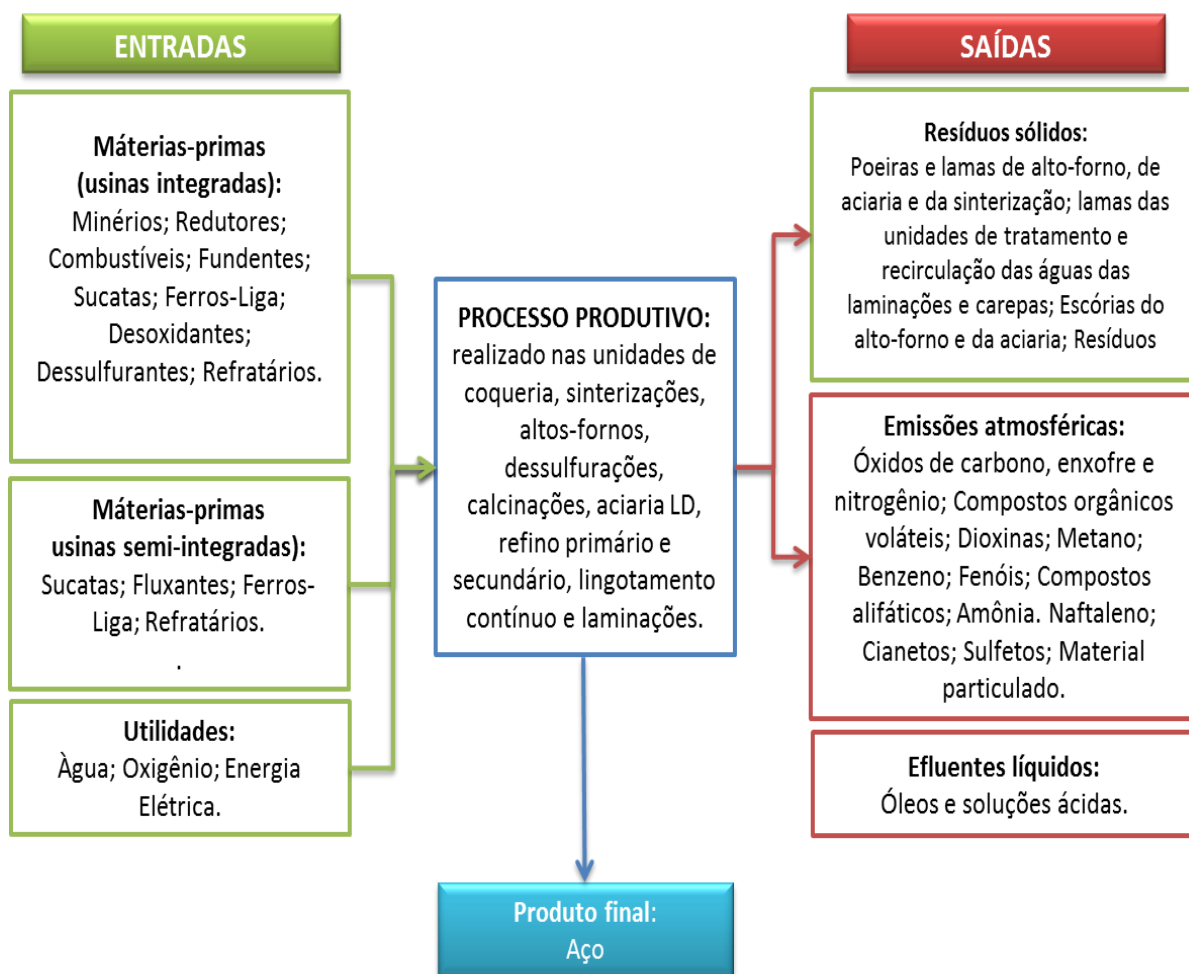 ENTRADAS
Máterias-primas
(usinas integradas):
Minérios; Redutores;
Combustíveis; Fundentes;
Sucatas; Ferros-Liga;
Desoxidantes;
Dessulfurantes; Refratários.
Máterias-primas
usinas semi-integradas):
Sucatas; Fluxantes; Ferros-
Liga; Refratários.
.
Utilidades:
Àgua; Oxigênio; Energia
Elétrica.
PROCESSO PRODUTIVO:
realizado nas unidades de
coqueria, sinterizações,
altos-fornos,
dessulfurações,
calcinações, aciaria LD,
refino primário e
secundário, lingotamento
contínuo e laminações.
Produto final:
Aço
SAÍDAS
Resíduos sólidos:
Poeiras e lamas de alto-forno, de
aciaria e da sinterização; lamas das
unidades de tratamento e
recirculação das águas das
laminações e carepas; Escórias do
alto-forno e da aciaria; Resíduos
Emissões atmosféricas:
Óxidos de carbono, enxofre e
nitrogênio; Compostos orgânicos
voláteis; Dioxinas; Metano;
Benzeno; Fenóis; Compostos
alifáticos; Amônia. Naftaleno;
Cianetos; Sulfetos; Material
particulado.
Efluentes líquidos:
Óleos e soluções ácidas.